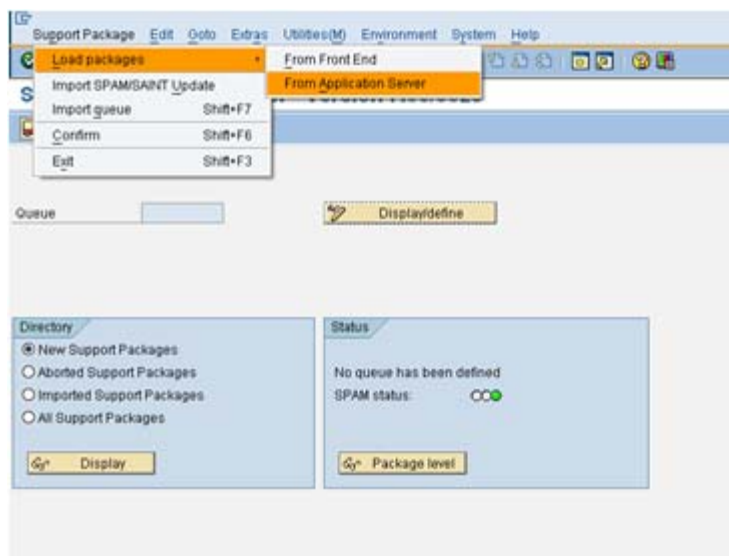 Support Package Edit Goto Extras Utilities(M) Environment System Help
Load packages
From Front End
Import SPAM/SAINT Update
From Application Server
Import queue Shift+F7
Confirm Shift+F6
Exit Shift+F3
Queue
Display/define
Directory
New Support Packages
Aborted Support Packages
Imported Support Packages
All Support Packages
Display
Status
No queue has been defined
SPAM status:
Package level